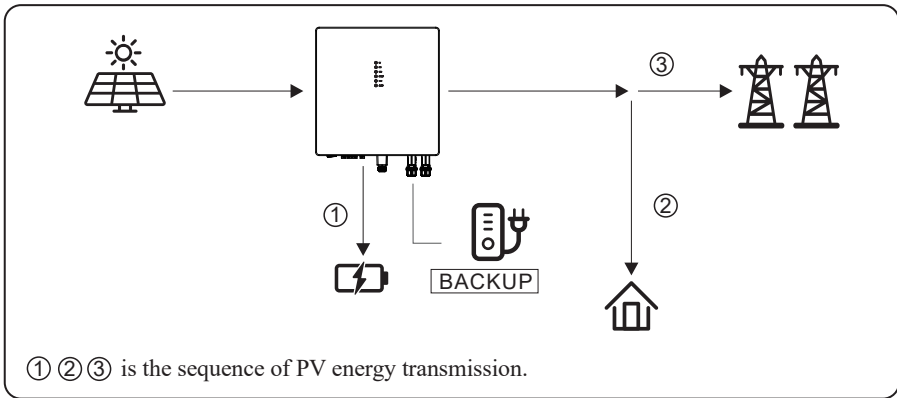 ③
① ②
BACKUP
① ② ③ is the sequence of PV energy transmission.